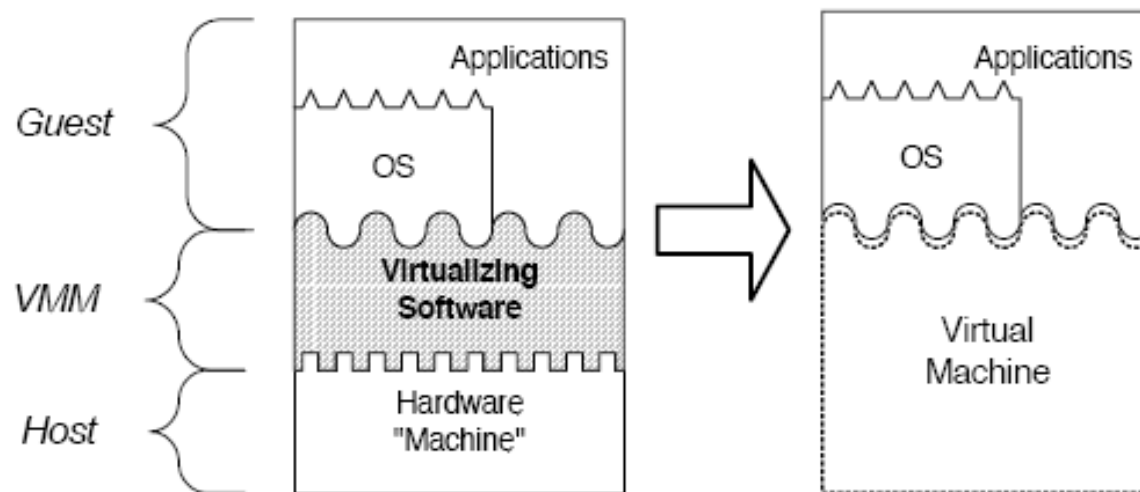 Guest
VMM
Host
Applications
OS
Virtualizing
Software
Hardware
"Machine"
Applications
OS
Virtual
Machine